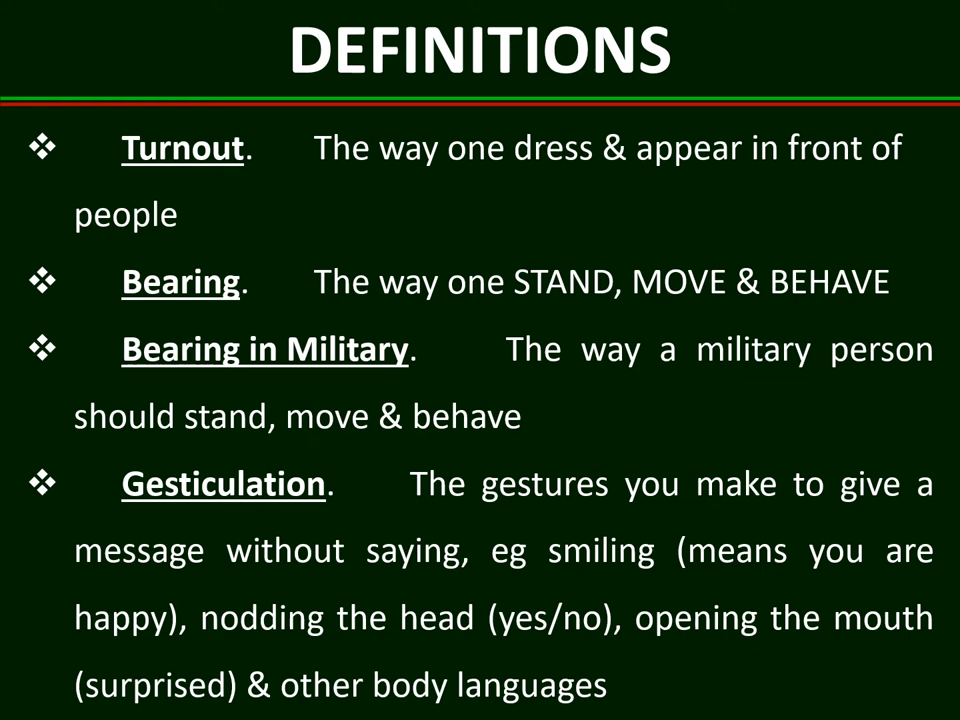 DEFINITIONS
❖ Turnout. The way one dress & appear in front of
people
❖ Bearing. The way one STAND, MOVE & BEHAVE
❖ Bearing in Military. The way a military person
should stand, move & behave
❖ Gesticulation. The gestures you make to give a
message without saying, eg smiling (means you are
happy), nodding the head (yes/no), opening the mouth
(surprised) & other body languages